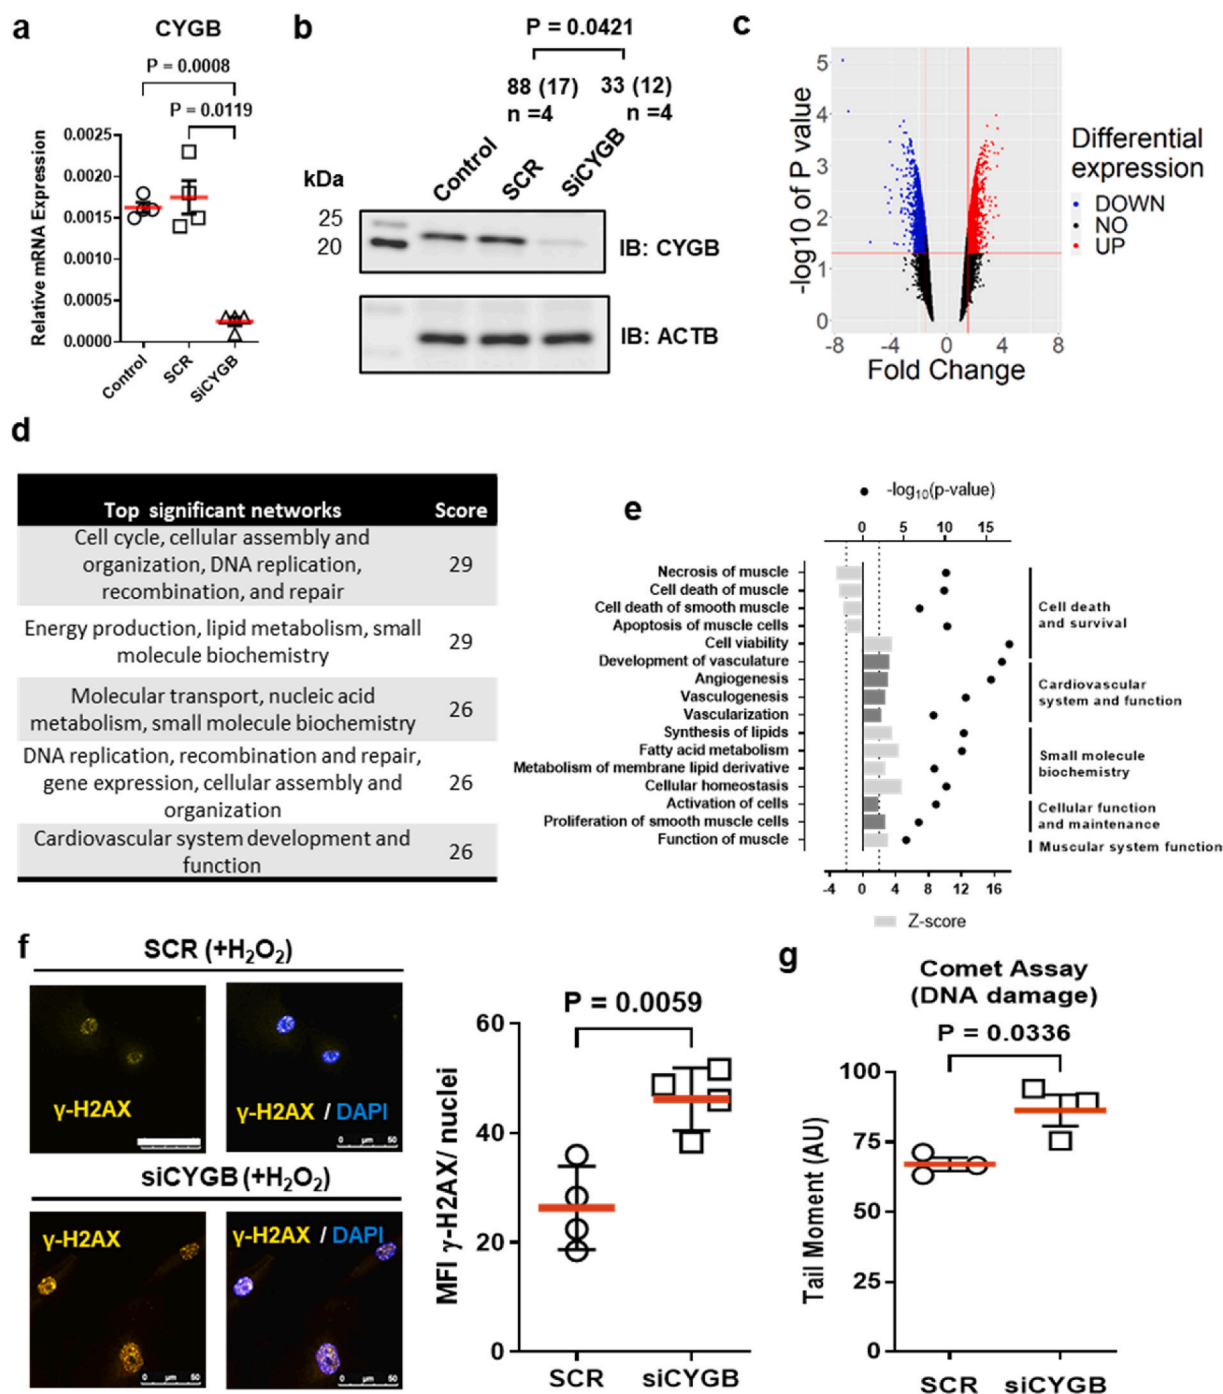 a
CYGB
P = 0.0008
P = 0.0119
Relative mRNA Expression
0.0025
0.0020
0.0015
0.0010
0.0005
0.0000
Control
SCR
SiCYGB
b
P = 0.0421
88 (17)
33 (12)
n =4
n =4
Control
SCR
SiCYGB
kDa
25
20
IB: CYGB
IB: ACTB
c
-log10 of P value
5
4
3
2
1
0
-8
-4
0
4
8
Fold Change
Differential
expression
DOWN
NO
UP
d
Top significant networks
Score
Cell cycle, cellular assembly and
organization, DNA replication,
recombination, and repair
29
Energy production, lipid metabolism, small
molecule biochemistry
29
Molecular transport, nucleic acid
metabolism, small molecule biochemistry
26
DNA replication, recombination and repair,
gene expression, cellular assembly and
organization
26
Cardiovascular system development and
function
26
e
-log10(p-value)
0 5 10 15
Necrosis of muscle
Cell death of muscle
Cell death of smooth muscle
Apoptosis of muscle cells
Cell viability
Development of vasculature
Angiogenesis
Vasculogenesis
Vascularization
Synthesis of lipids
Fatty acid metabolism
Metabolism of membrane lipid derivative
Cellular homeostasis
Activation of cells
Proliferation of smooth muscle cells
Function of muscle
Cell death
and survival
Cardiovascular
system and function
Small molecule
biochemistry
Cellular function
and maintenance
Muscular system function
-4 0 4 8 12 16
Z-score
f
SCR (+H₂O₂)
γ-H2AX
γ-H2AX / DAPI
0 µm 50
siCYGB (+H₂O₂)
γ-H2AX
γ-H2AX / DAPI
0 µm 50
0 µm 50
P = 0.0059
MFI γ-H2AX/ nuclei
60
40
20
0
SCR
siCYGB
g
Comet Assay
(DNA damage)
P = 0.0336
Tail Moment (AU)
100
75
50
25
0
SCR
siCYGB